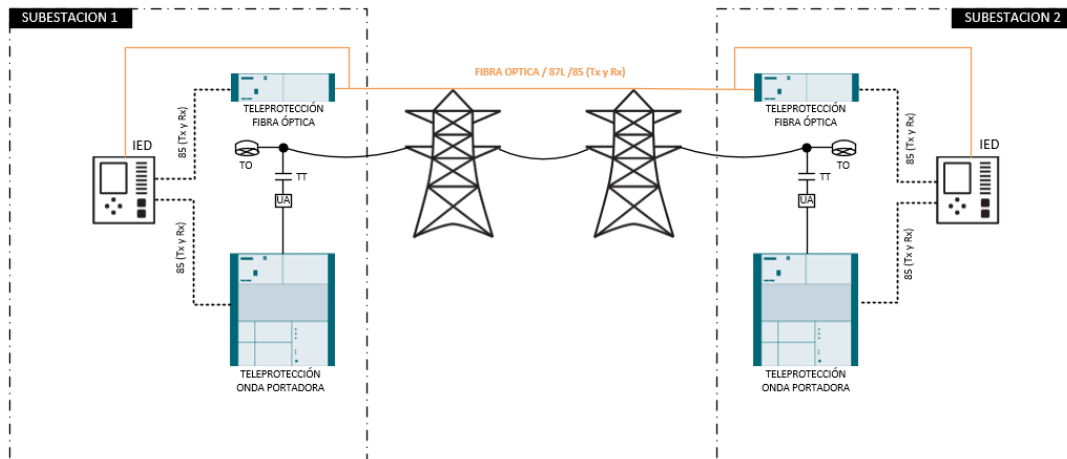 SUBESTACION 1
SUBESTACION 2
FIBRA OPTICA / 87L /85 (Tx y Rx)
TELEPROTECCIÓN
FIBRA ÓPTICA
TELEPROTECCIÓN
FIBRA ÓPTICA
85 (Tx y Rx)
85 (Tx y Rx)
IED
IED
TO
TO
TT
TT
UA
UA
85 (Tx y Rx)
85 (Tx y Rx)
TELEPROTECCIÓN
ONDA PORTADORA
TELEPROTECCIÓN
ONDA PORTADORA